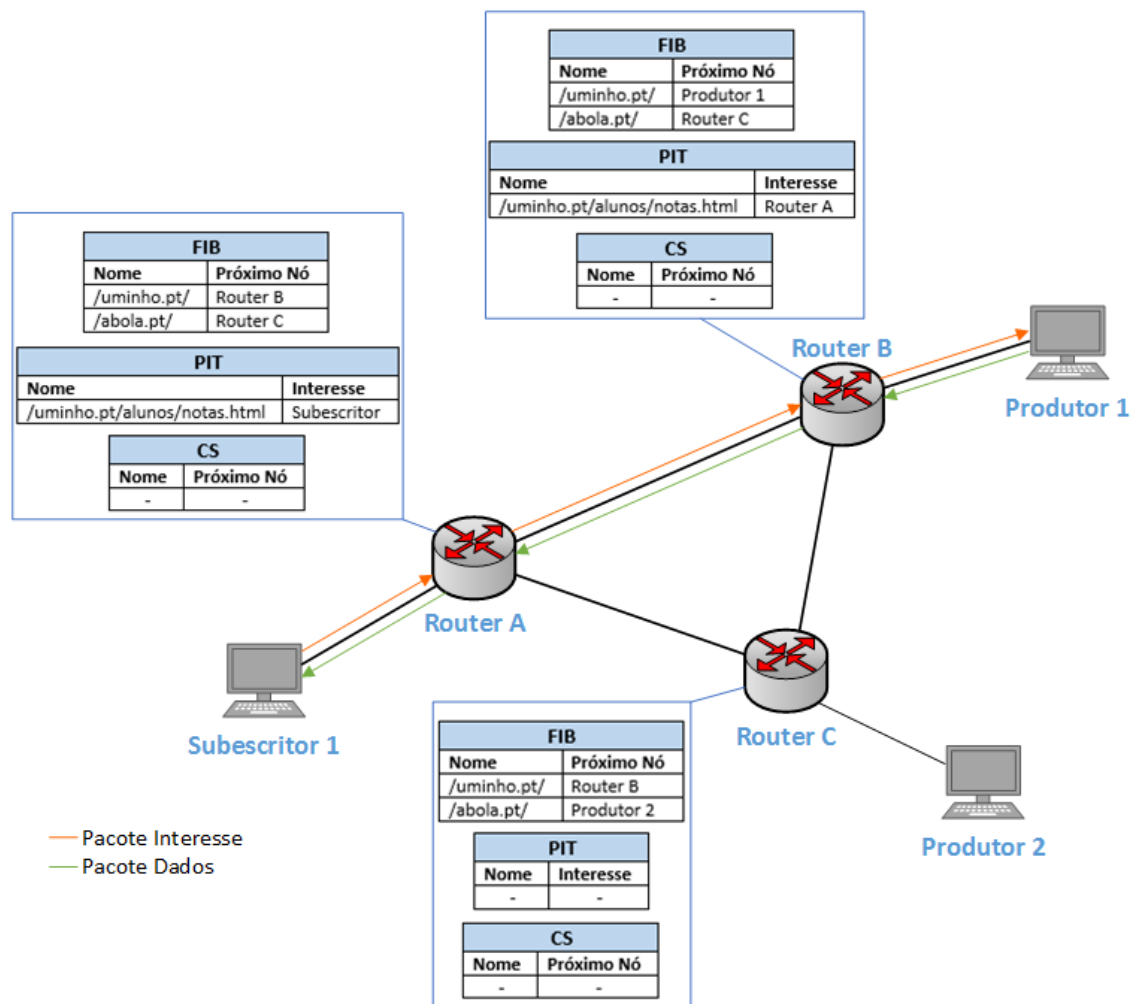 FIB
Nome Próximo Nó
/uminho.pt/ Produtor 1
/abola.pt/ Router C
PIT
Nome Interesse
/uminho.pt/alunos/notas.html Router A
CS
Nome Próximo Nó
- -
FIB
Nome Próximo Nó
/uminho.pt/ Router B
/abola.pt/ Router C
PIT
Nome Interesse
/uminho.pt/alunos/notas.html Subescritor
CS
Nome Próximo Nó
- -
Router B
Produtor 1
Router A
Subescritor 1
Router C
Produtor 2
FIB
Nome Próximo Nó
/uminho.pt/ Router B
/abola.pt/ Produtor 2
PIT
Nome Interesse
- -
CS
Nome Próximo Nó
- -
Pacote Interesse
Pacote Dados